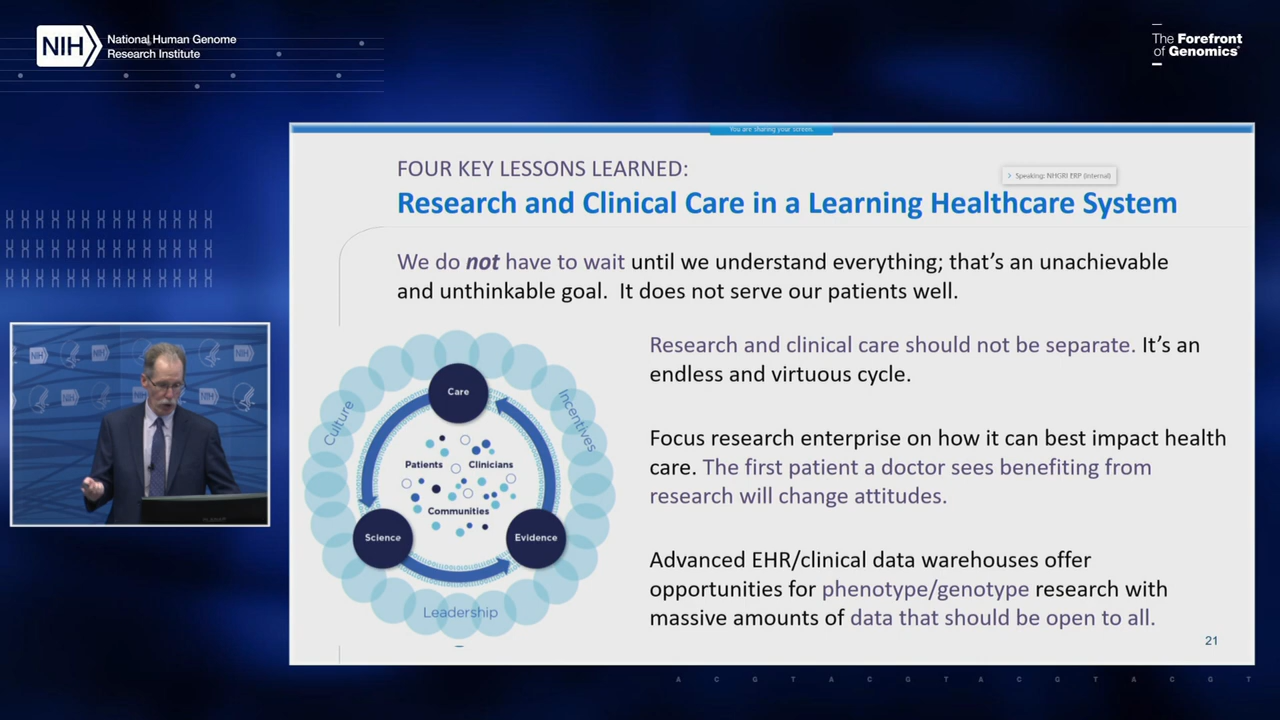 NIH National Human Genome
Research Institute
The Forefront
of Genomics®
You are sharing your screen.
Speaking: NHGRI ERP (Internal)
FOUR KEY LESSONS LEARNED:
Research and Clinical Care in a Learning Healthcare System
We do not have to wait until we understand everything; that's an unachievable
and unthinkable goal.  It does not serve our patients well.
Research and clinical care should not be separate. It's an
endless and virtuous cycle.
Focus research enterprise on how it can best impact health
care. The first patient a doctor sees benefiting from
research will change attitudes.
Advanced EHR/clinical data warehouses offer
opportunities for phenotype/genotype research with
massive amounts of data that should be open to all.
Culture
Incentives
Leadership
Care
Patients Clinicians
Communities
Science
Evidence
21
NIH NIH NIH
NIH NIH
A C G T A C G T A C G T A C G T